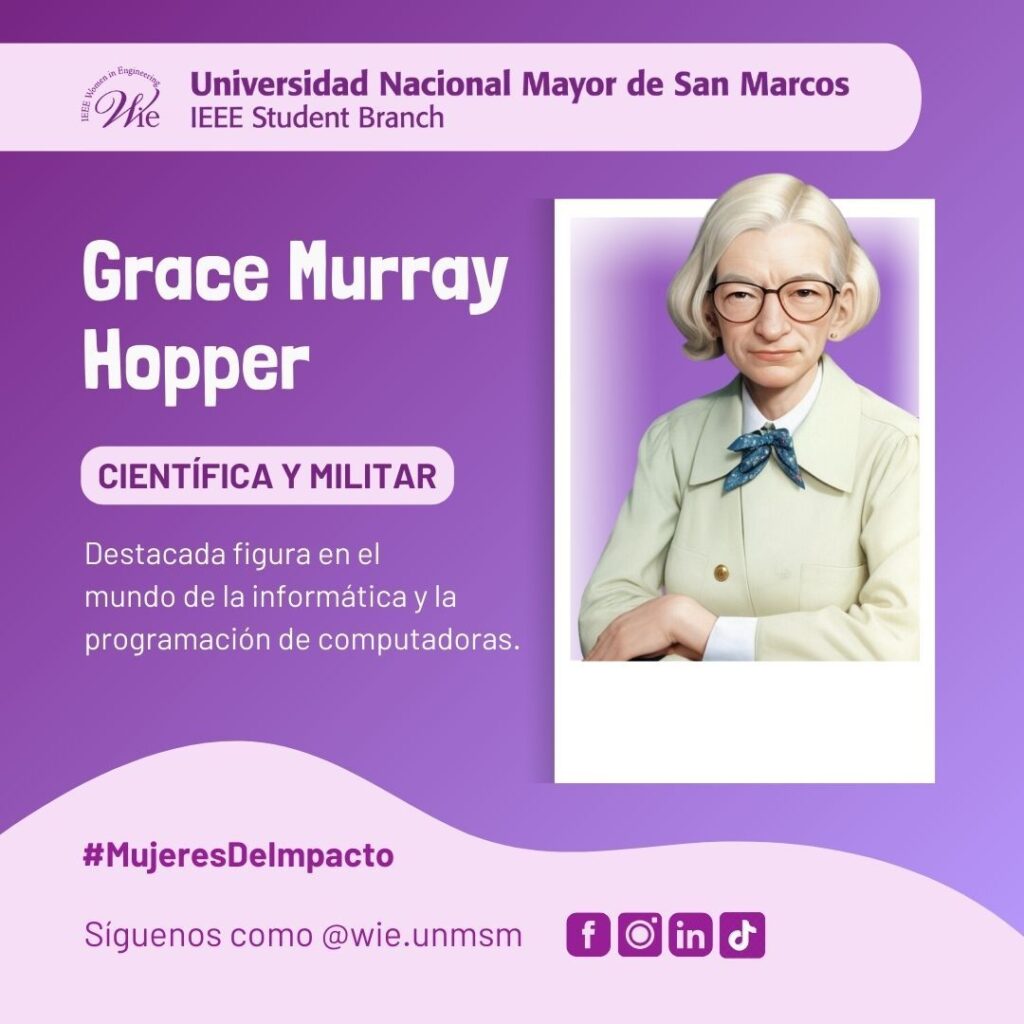 IEEE Women in Engineering
Wie
Universidad Nacional Mayor de San Marcos
IEEE Student Branch
Grace Murray
Hopper
CIENTÍFICA Y MILITAR
Destacada figura en el
mundo de la informática y la
programación de computadoras.
#MujeresDeImpacto
Síguenos como @wie.unmsm